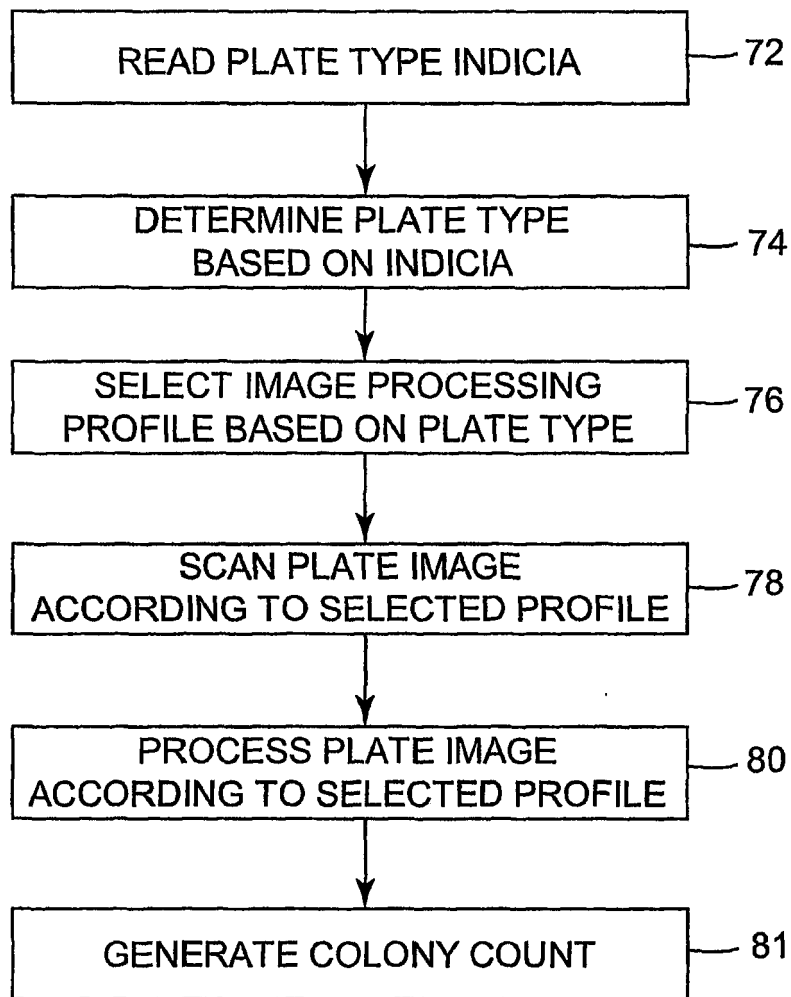 READ PLATE TYPE INDICIA
72
DETERMINE PLATE TYPE
BASED ON INDICIA
74
SELECT IMAGE PROCESSING
PROFILE BASED ON PLATE TYPE
76
SCAN PLATE IMAGE
ACCORDING TO SELECTED PROFILE
78
PROCESS PLATE IMAGE
ACCORDING TO SELECTED PROFILE
80
GENERATE COLONY COUNT
81